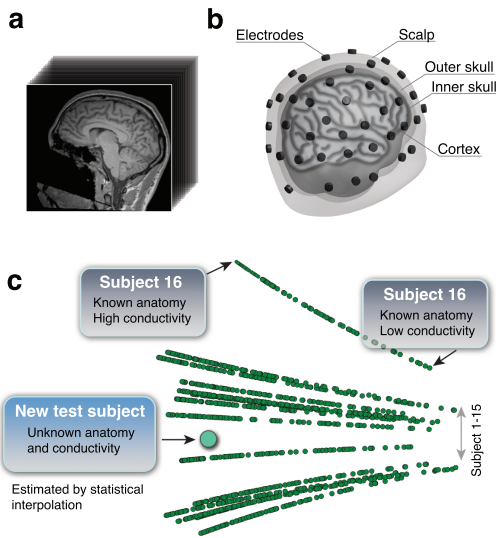 a
b
Electrodes
Scalp
Outer skull
Inner skull
Cortex
c
Subject 16
Known anatomy
High conductivity
Subject 16
Known anatomy
Low conductivity
New test subject
Unknown anatomy
and conductivity
Estimated by statistical
interpolation
Subject 1-15